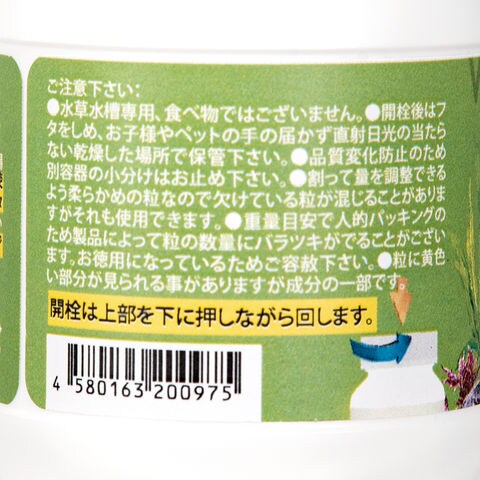 ご注意下さい:
●水草水槽専用、食べ物ではございません。●開栓後はフ
タをしめ、お子様やペットの手の届かず直射日光の当たら
ない乾燥した場所で保管下さい。●品質変化防止のため
別容器の小分けはお止め下さい。●割って量を調整できる
よう柔らかめの粒なので欠けている粒が混じることがありま
すがそれも使用できます。●重量目安で人的パッキングの
ため製品によって粒の数量にバラツキがでることがござい
ます。お徳用になっているためご容赦下さい。●粒に黄色
い部分が見られる事がありますが成分の一部です。
開栓は上部を下に押しながら回します。
4 580163 200975